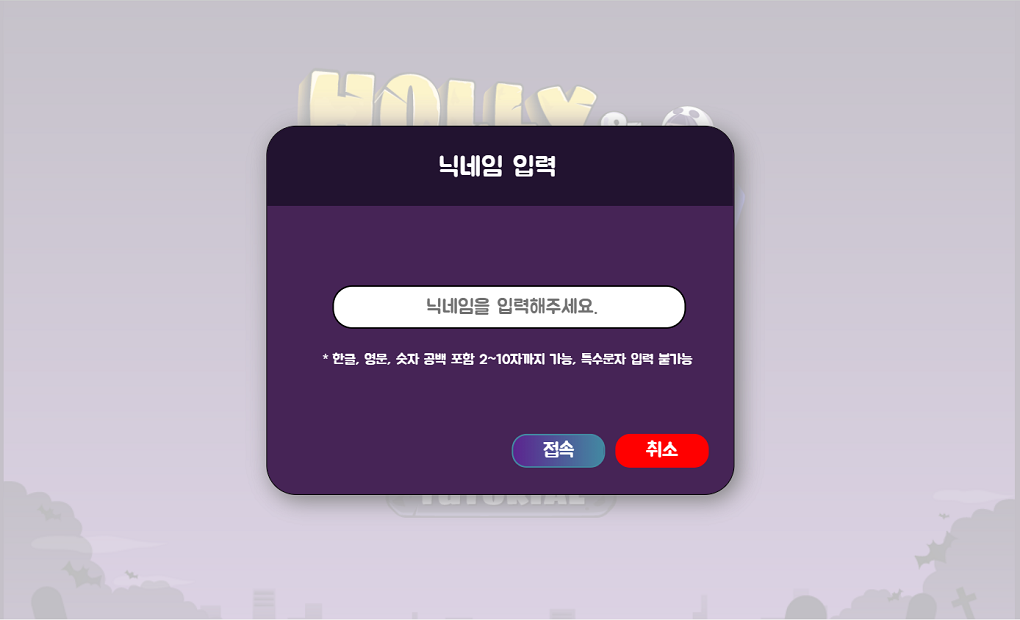 HOLLY
&
닉네임 입력
닉네임을 입력해주세요.
* 한글, 영문, 숫자 공백 포함 2~10자까지 가능, 특수문자 입력 불가능
접속 취소
TUTORIAL